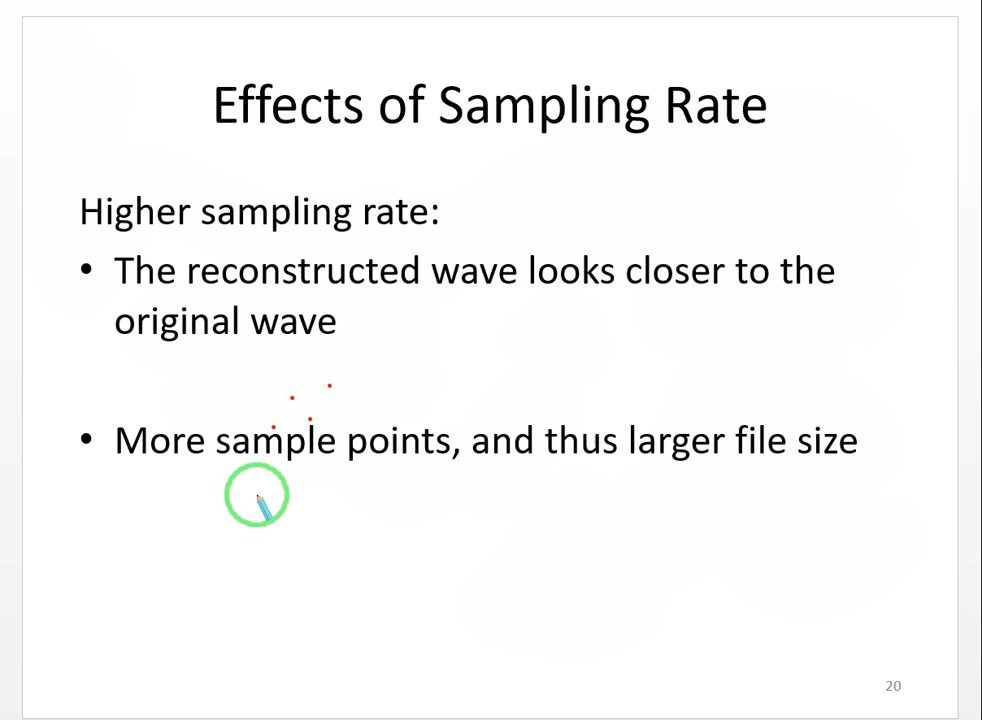 Effects of Sampling Rate
Higher sampling rate:
• The reconstructed wave looks closer to the
original wave
• More sample points, and thus larger file size
20